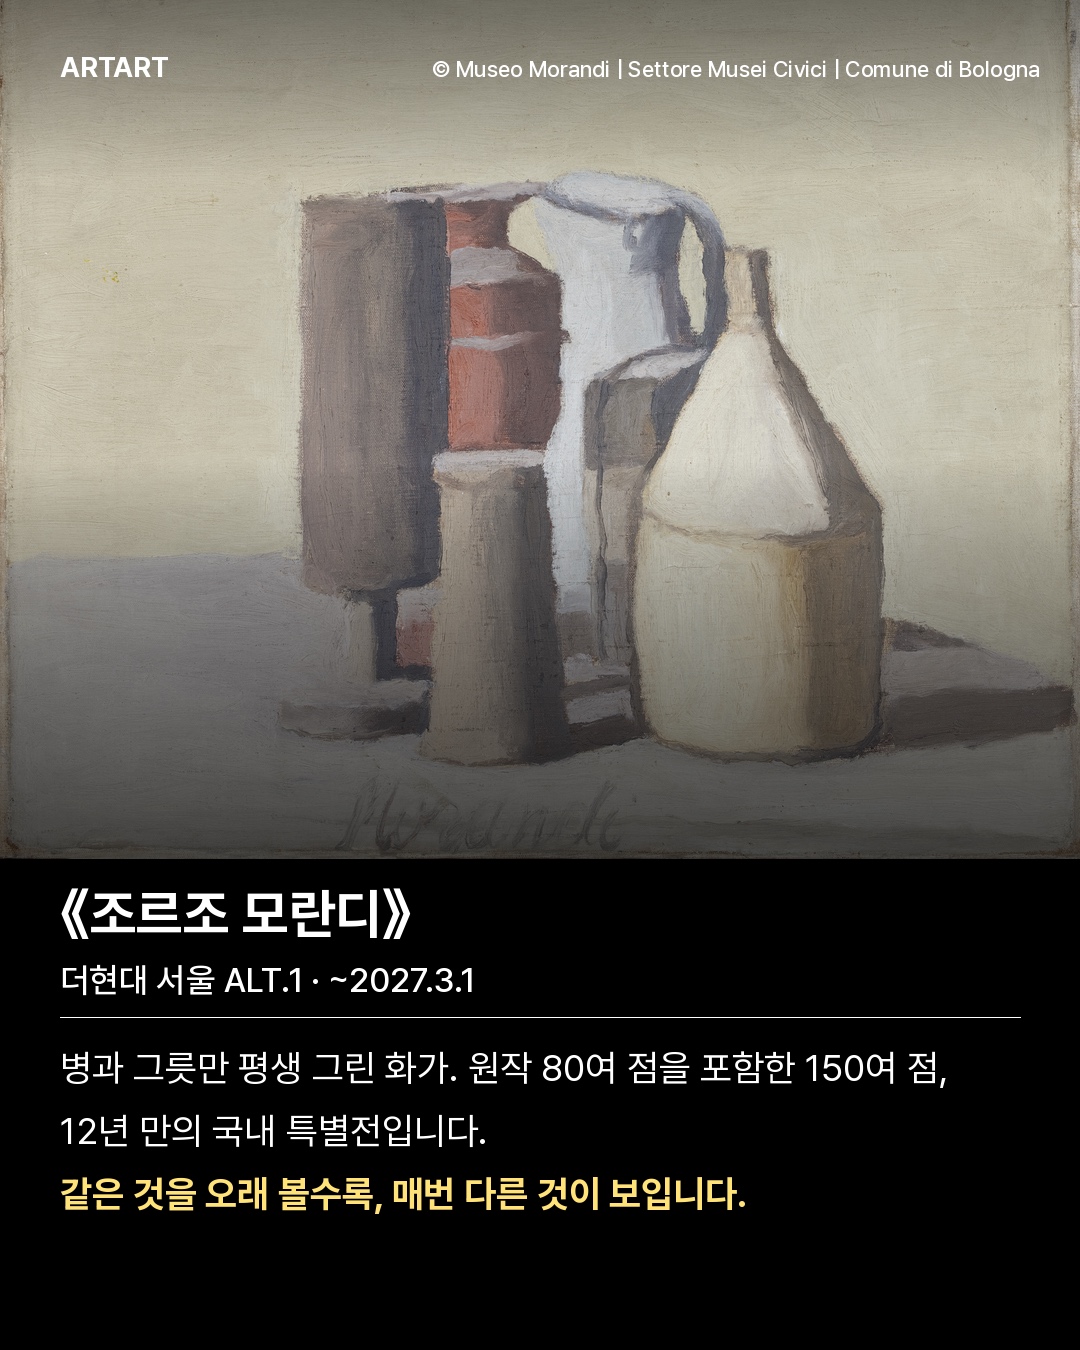 ARTART
© Museo Morandi | Settore Musei Civici | Comune di Bologna
Morandi
《조르조 모란디》
더현대 서울 ALT.1 · ~2027.3.1
병과 그릇만 평생 그린 화가. 원작 80여 점을 포함한 150여 점,
12년 만의 국내 특별전입니다.
같은 것을 오래 볼수록, 매번 다른 것이 보입니다.